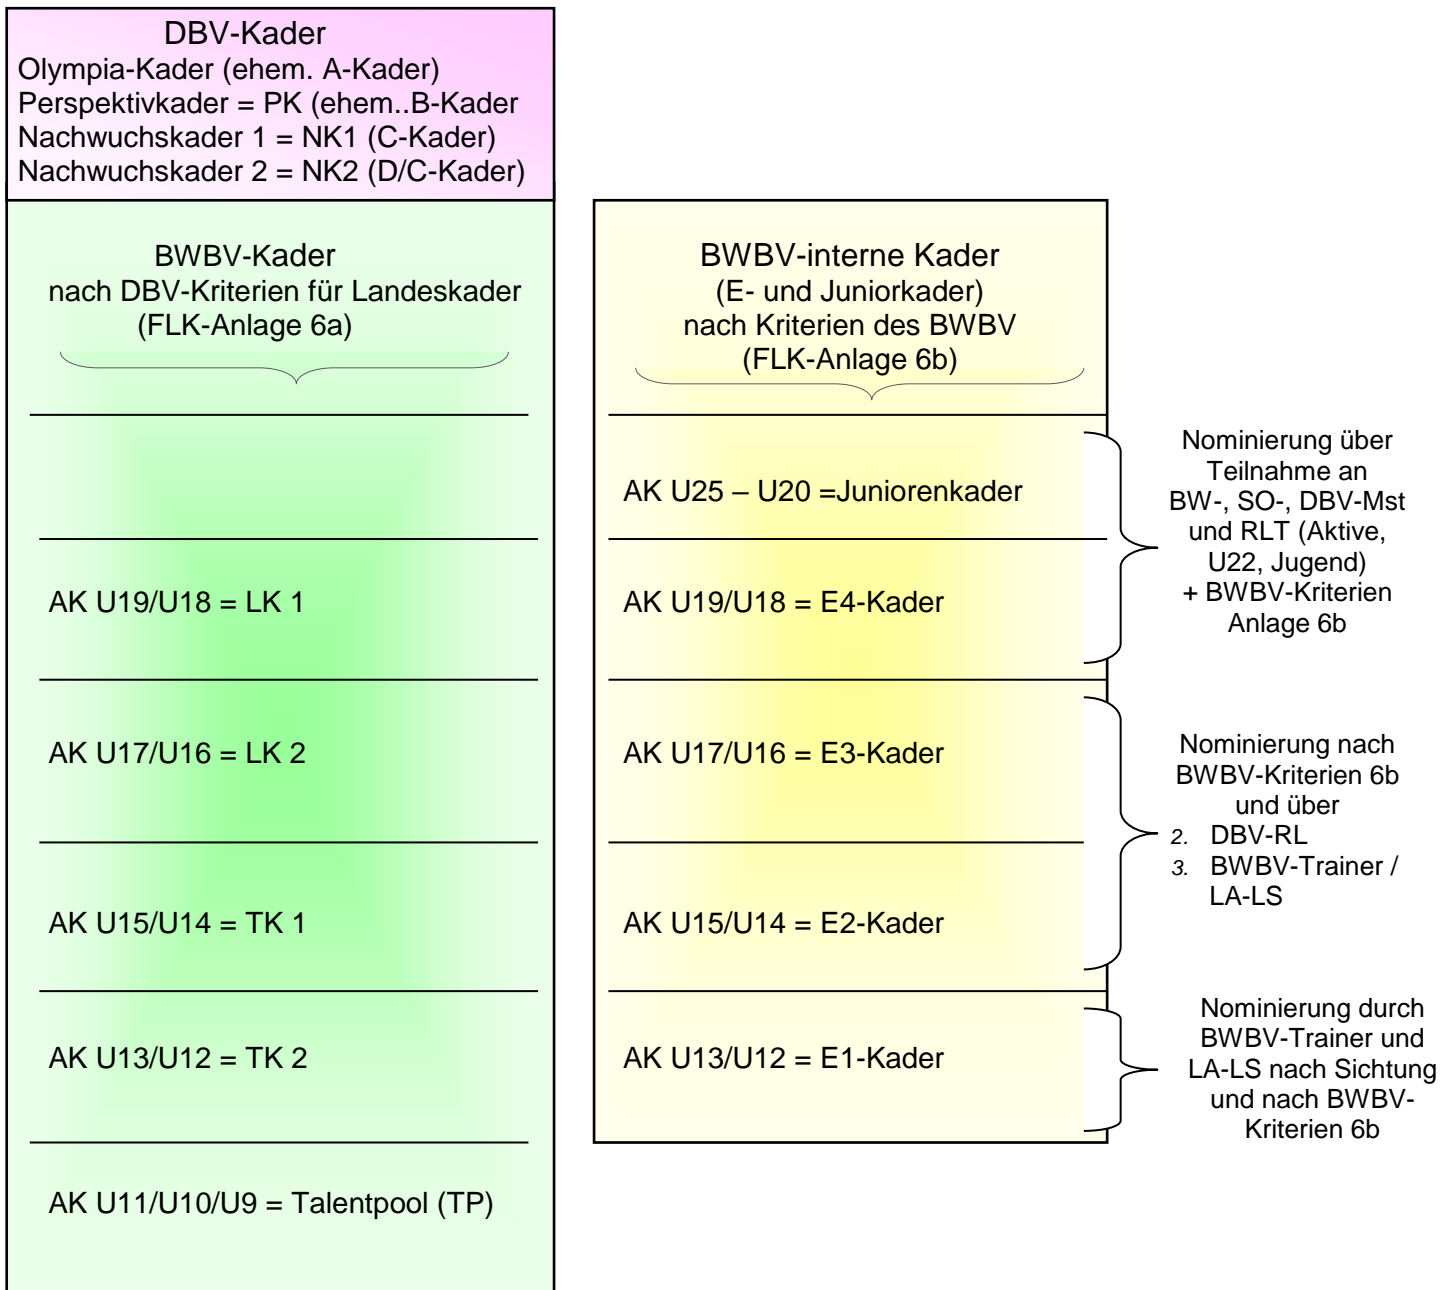 DBV-Kader
Olympia-Kader (ehem. A-Kader)
Perspektivkader = PK (ehem..B-Kader
Nachwuchskader 1 = NK1 (C-Kader)
Nachwuchskader 2 = NK2 (D/C-Kader)
BWBV-Kader
nach DBV-Kriterien für Landeskader
(FLK-Anlage 6a)
AK U19/U18 = LK 1
AK U17/U16 = LK 2
AK U15/U14 = TK 1
AK U13/U12 = TK 2
AK U11/U10/U9 = Talentpool (TP)
BWBV-interne Kader
(E- und Juniorkader)
nach Kriterien des BWBV
(FLK-Anlage 6b)
AK U25 – U20 =Juniorenkader
AK U19/U18 = E4-Kader
AK U17/U16 = E3-Kader
AK U15/U14 = E2-Kader
AK U13/U12 = E1-Kader
Nominierung über
Teilnahme an
BW-, SO-, DBV-Mst
und RLT (Aktive,
U22, Jugend)
+ BWBV-Kriterien
Anlage 6b
Nominierung nach
BWBV-Kriterien 6b
und über
2. DBV-RL
3. BWBV-Trainer /
LA-LS
Nominierung durch
BWBV-Trainer und
LA-LS nach Sichtung
und nach BWBV-
Kriterien 6b